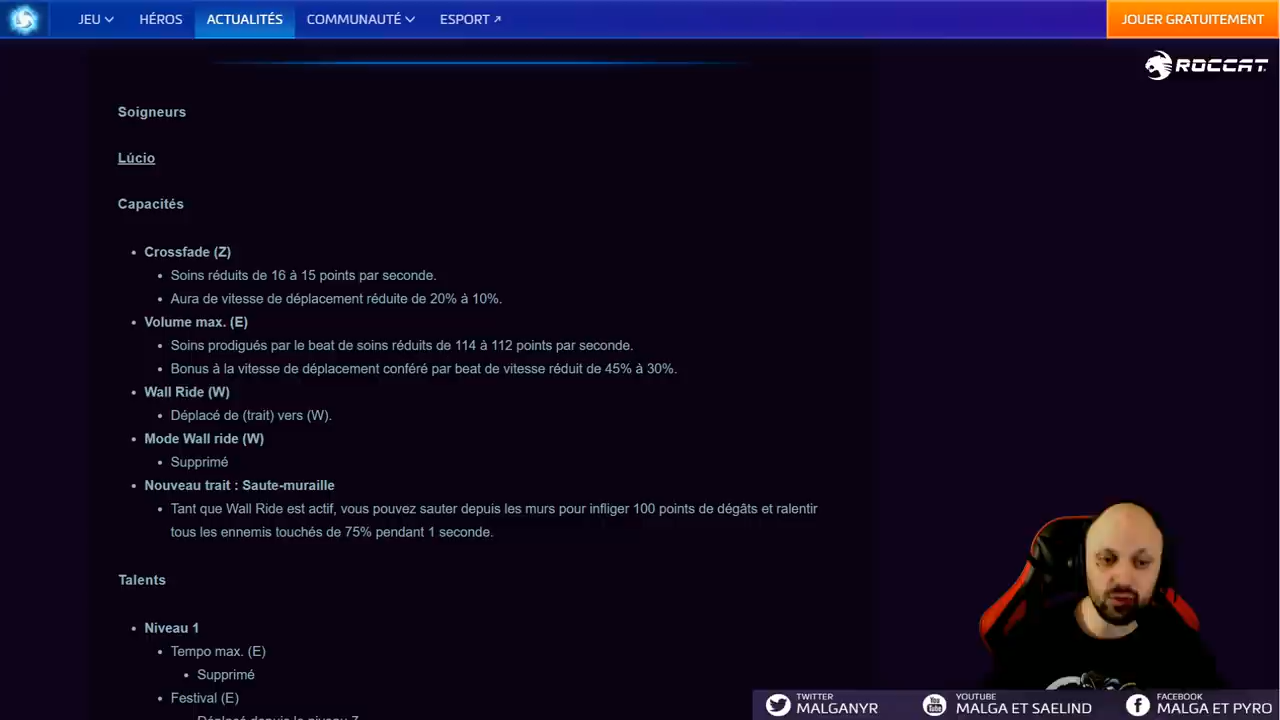 JEU HÉROS ACTUALITÉS COMMUNAUTÉ ESPORT JOUER GRATUITEMENT
ROCCAT
Soigneurs
Lúcio
Capacités
Crossfade (Z)
Soins réduits de 16 à 15 points par seconde.
Aura de vitesse de déplacement réduite de 20% à 10%.
Volume max. (E)
Soins prodigués par le beat de soins réduits de 114 à 112 points par seconde.
Bonus à la vitesse de déplacement conféré par beat de vitesse réduit de 45% à 30%.
Wall Ride (W)
Déplacé de (trait) vers (W).
Mode Wall ride (W)
Supprimé
Nouveau trait : Saute-muraille
Tant que Wall Ride est actif, vous pouvez sauter depuis les murs pour infliger 100 points de dégâts et ralentir
tous les ennemis touchés de 75% pendant 1 seconde.
Talents
Niveau 1
Tempo max. (E)
Supprimé
Festival (E)
Déplacé depuis le niveau 7
TWITTER
MALGANYR
YOUTUBE
MALGA ET SAELIND
FACEBOOK
MALGA ET PYRO